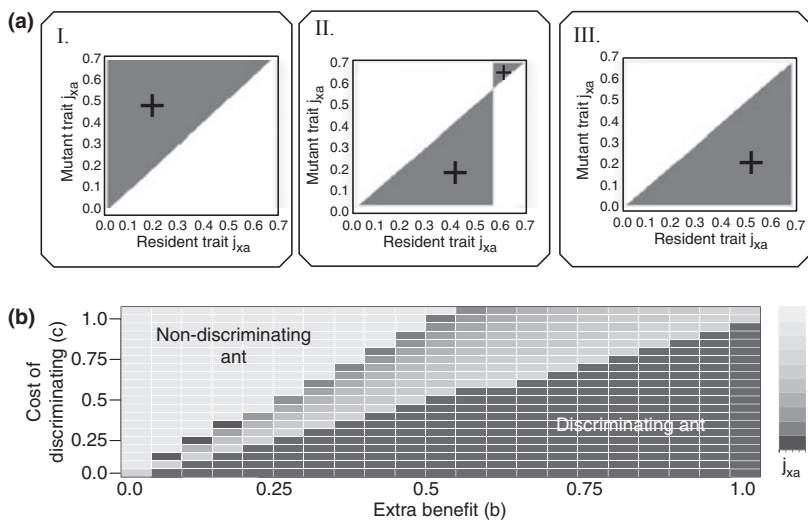 (a)
I.
Mutant trait jxa
0.7
0.6
0.5
0.4
0.3
0.2
0.1
0.0
0.0 0.1 0.2 0.3 0.4 0.5 0.6 0.7
Resident trait jxa
II.
Mutant trait jxa
0.7
0.6
0.5
0.4
0.3
0.2
0.1
0.0
0.0 0.1 0.2 0.3 0.4 0.5 0.6 0.7
Resident trait jxa
III.
Mutant trait jxa
0.7
0.6
0.5
0.4
0.3
0.2
0.1
0.0
0.0 0.1 0.2 0.3 0.4 0.5 0.6 0.7
Resident trait jxa
(b)
Cost of
discriminating (c)
1.0
0.75
0.5
0.25
0.0
Non-discriminating
ant
Discriminating ant
jxa
0.0 0.25 0.5 0.75 1.0
Extra benefit (b)